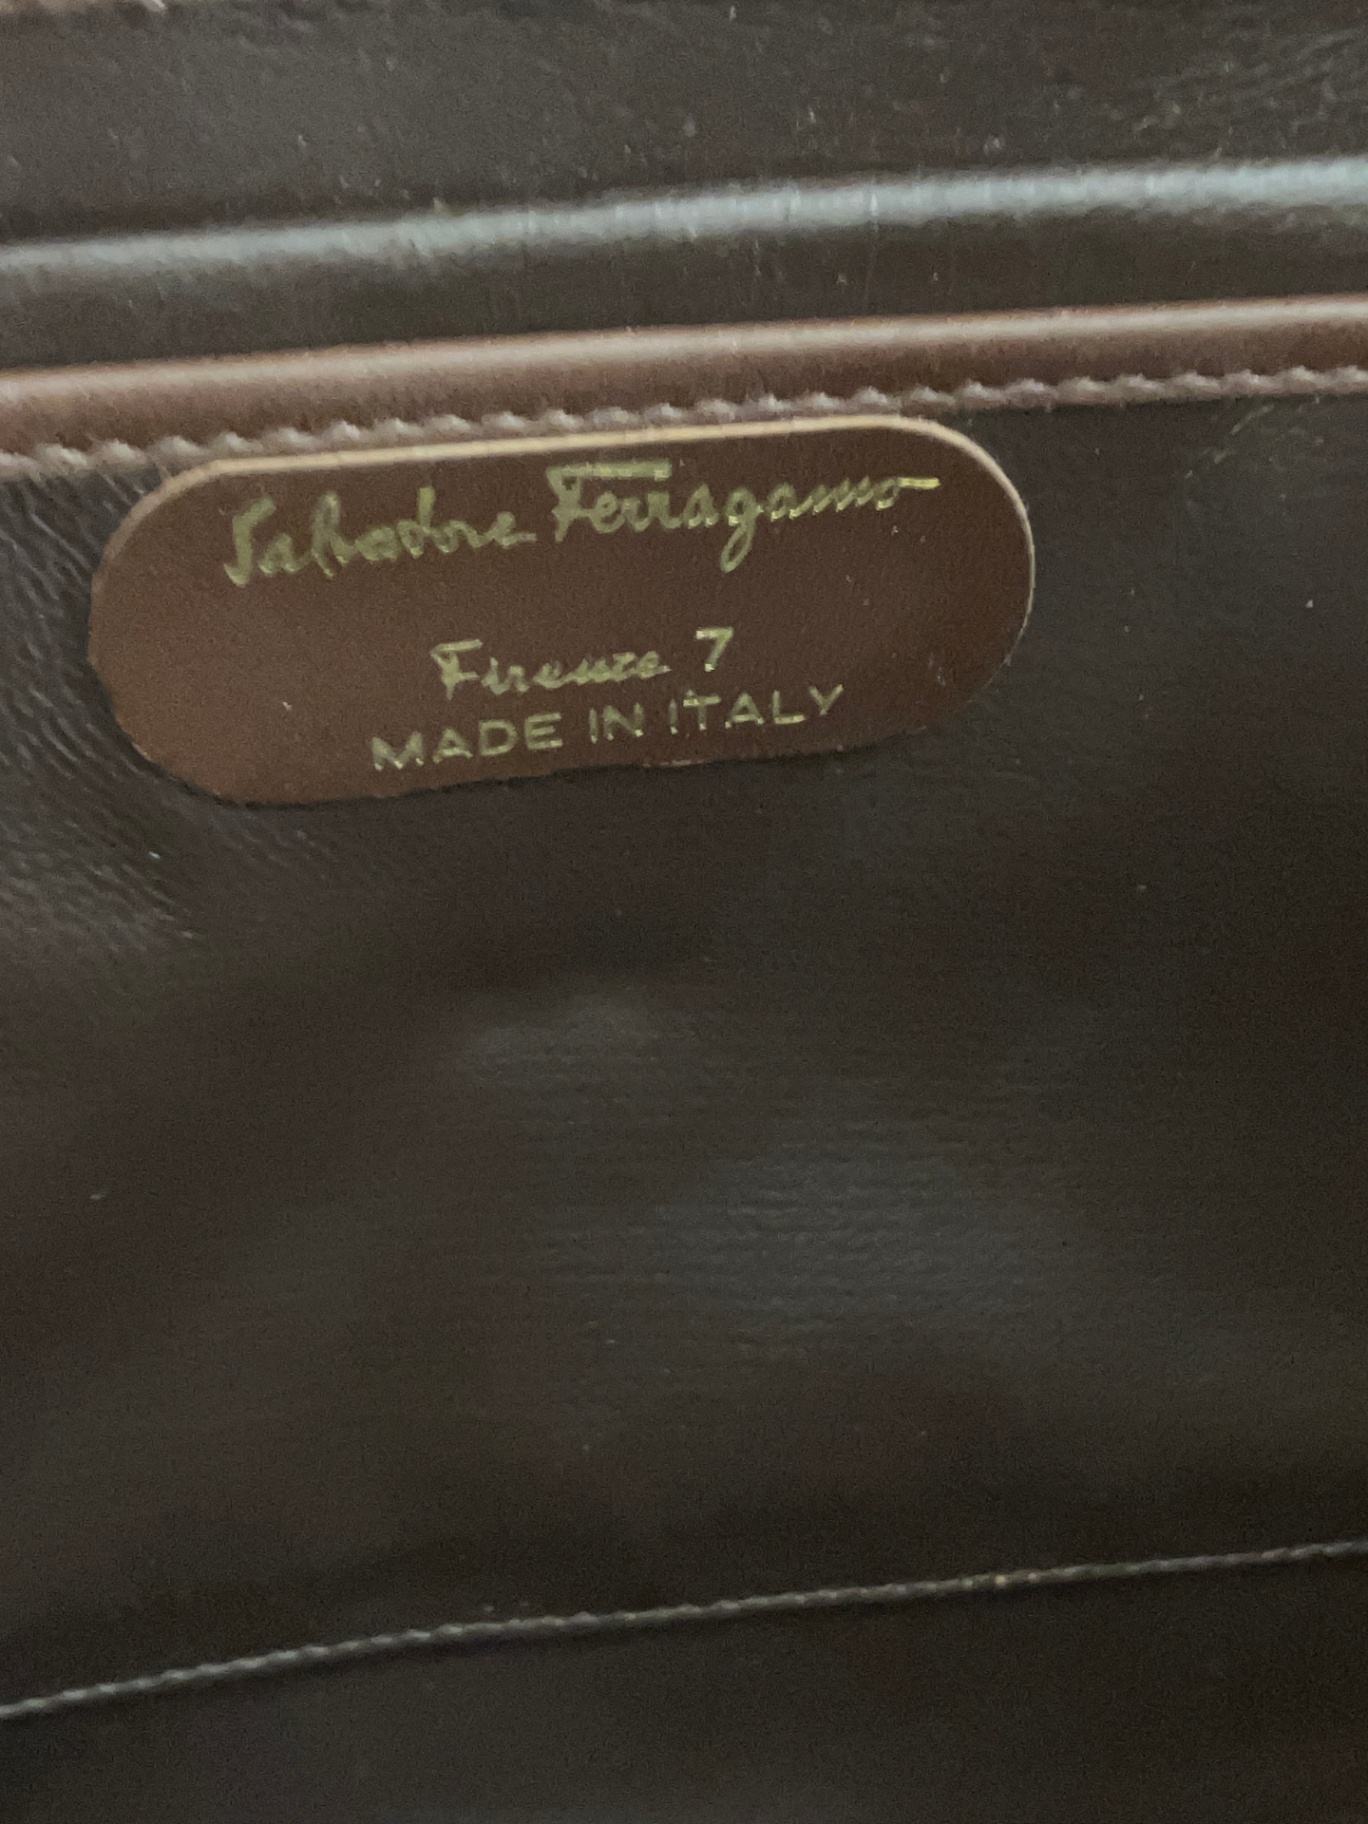 Salvatore Ferragamo
Firenze 7
MADE IN ITALY